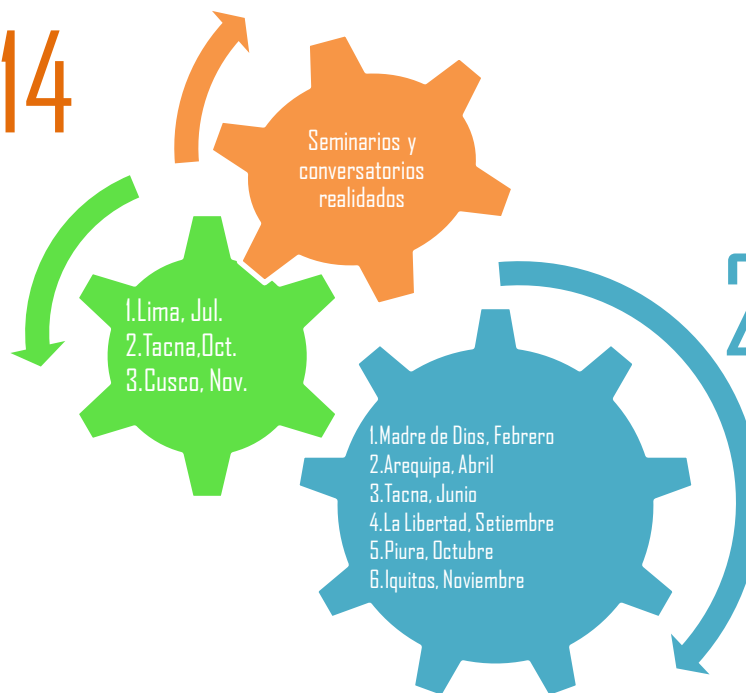 14
Seminarios y
conversatorios
realidados
1.Lima, Jul.
2.Tacna,Oct.
3.Cusco, Nov.
1.Madre de Dios, Febrero
2.Arequipa, Abril
3.Tacna, Junio
4.La Libertad, Setiembre
5.Piura, Octubre
6.Iquitos, Noviembre